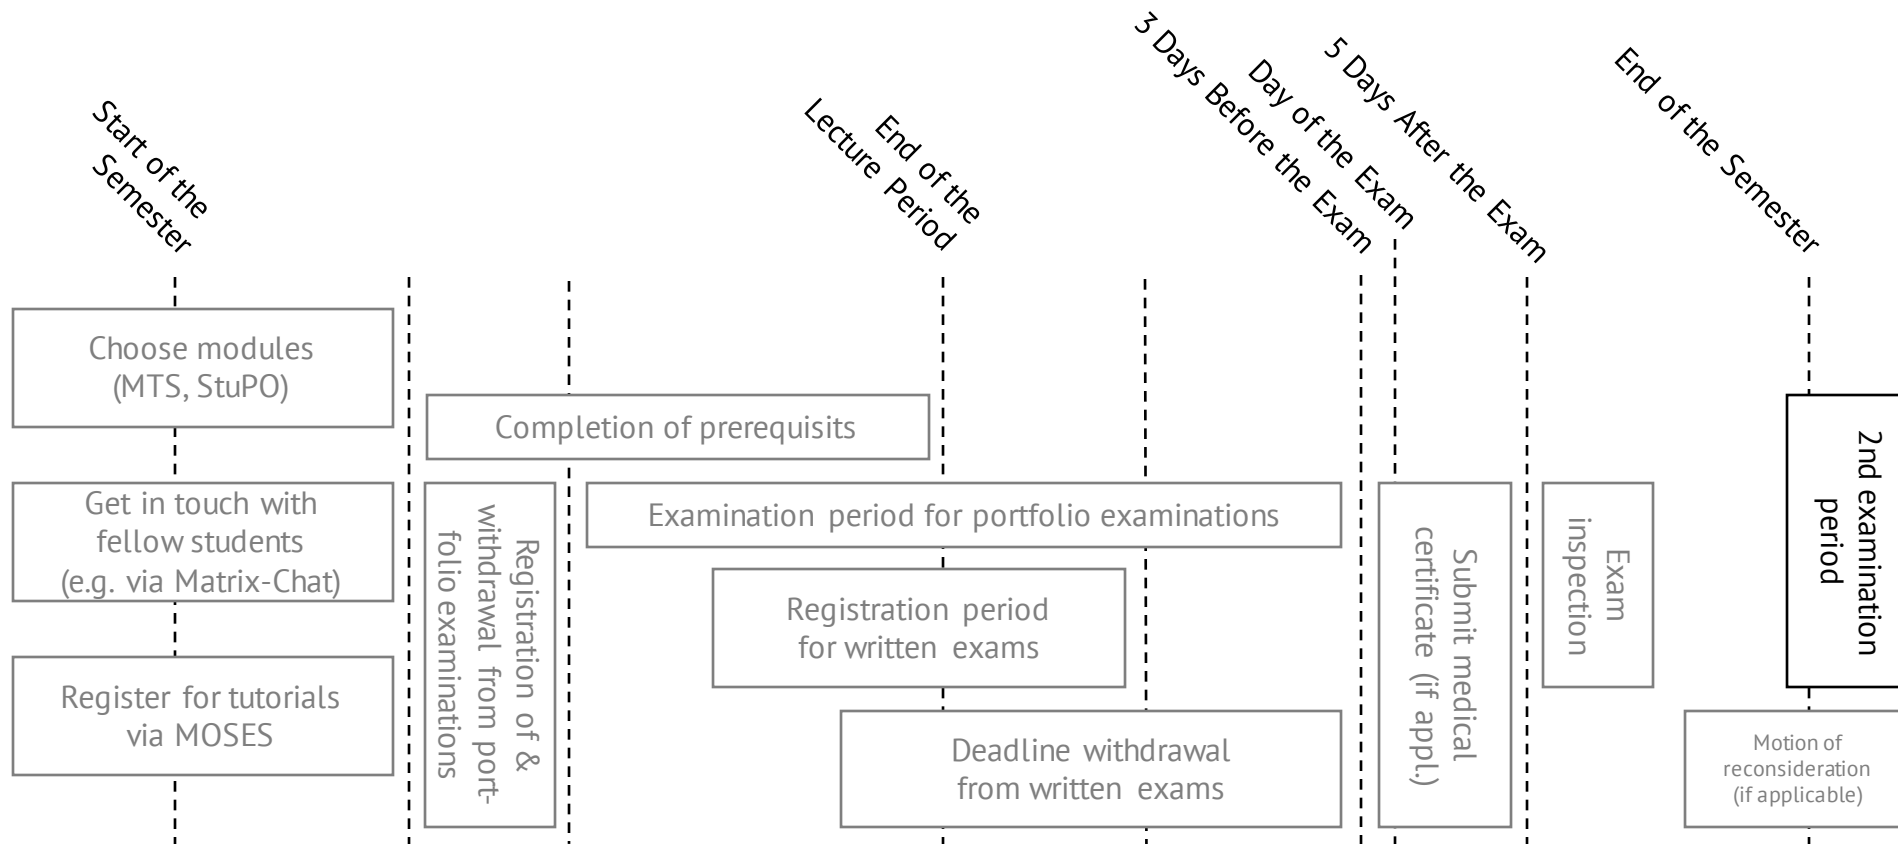 Start of the
Semester
End of the
Lecture Period
3 Days Before the Exam
Day of the Exam
5 Days After the Exam
End of the Semester
Choose modules
(MTS, StuPO)
Completion of prerequisits
Get in touch with
fellow students
(e.g. via Matrix-Chat)
Registration of &
withdrawal from port-
folio examinations
Examination period for portfolio examinations
Registration period
for written exams
Submit medical
certificate (if appl.)
Exam
inspection
2nd examination
period
Register for tutorials
via MOSES
Deadline withdrawal
from written exams
Motion of
reconsideration
(if applicable)